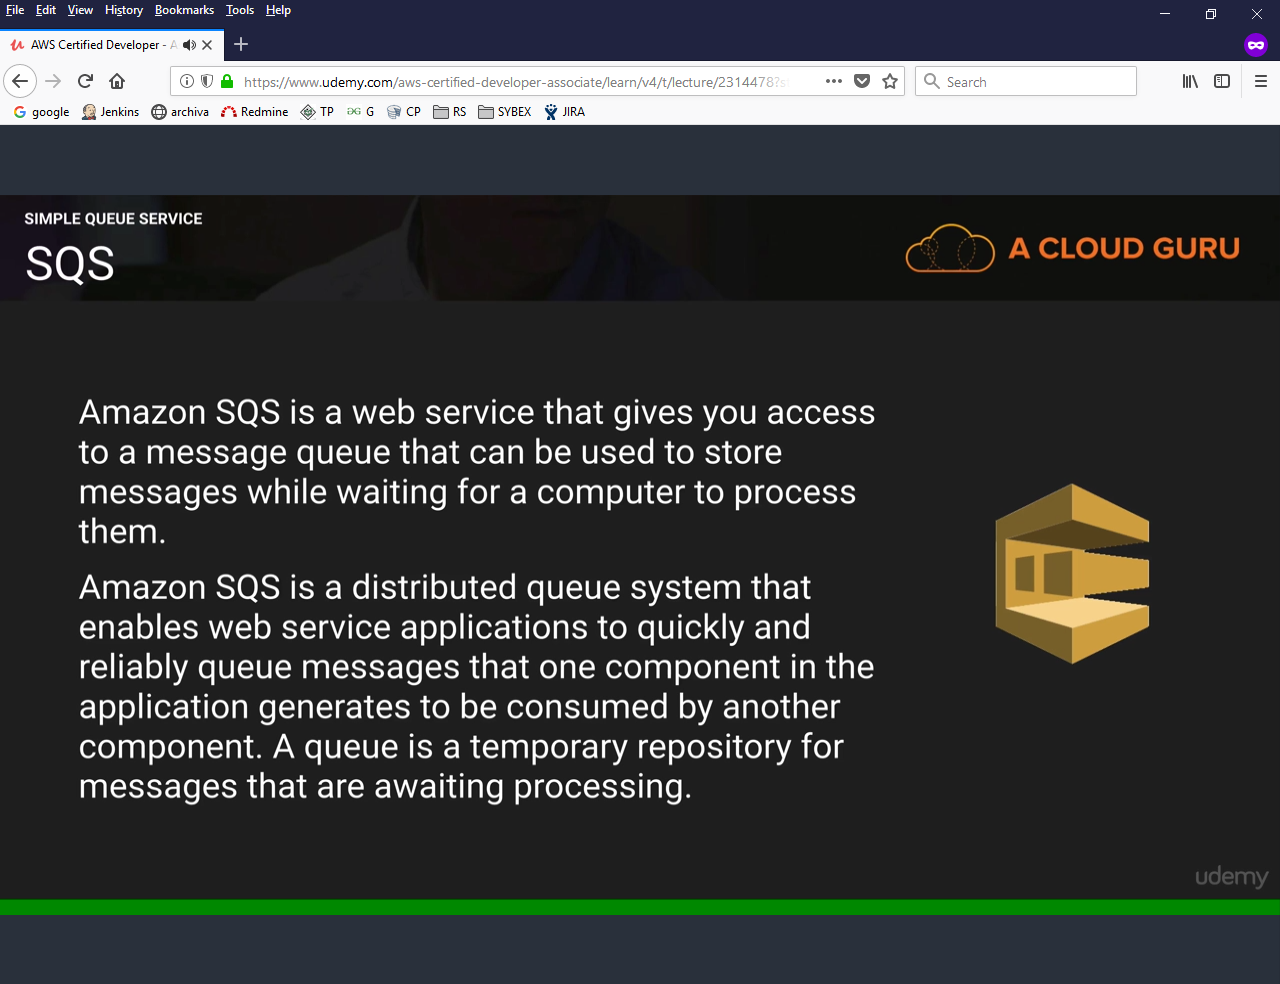 File Edit View History Bookmarks Tools Help
AWS Certified Developer - A
https://www.udemy.com/aws-certified-developer-associate/learn/v4/t/lecture/2314478?s
Search
google Jenkins archiva Redmine TP G CP RS SYBEX JIRA
SIMPLE QUEUE SERVICE
SQS
A CLOUD GURU
Amazon SQS is a web service that gives you access
to a message queue that can be used to store
messages while waiting for a computer to process
them.
Amazon SQS is a distributed queue system that
enables web service applications to quickly and
reliably queue messages that one component in the
application generates to be consumed by another
component. A queue is a temporary repository for
messages that are awaiting processing.
udemy